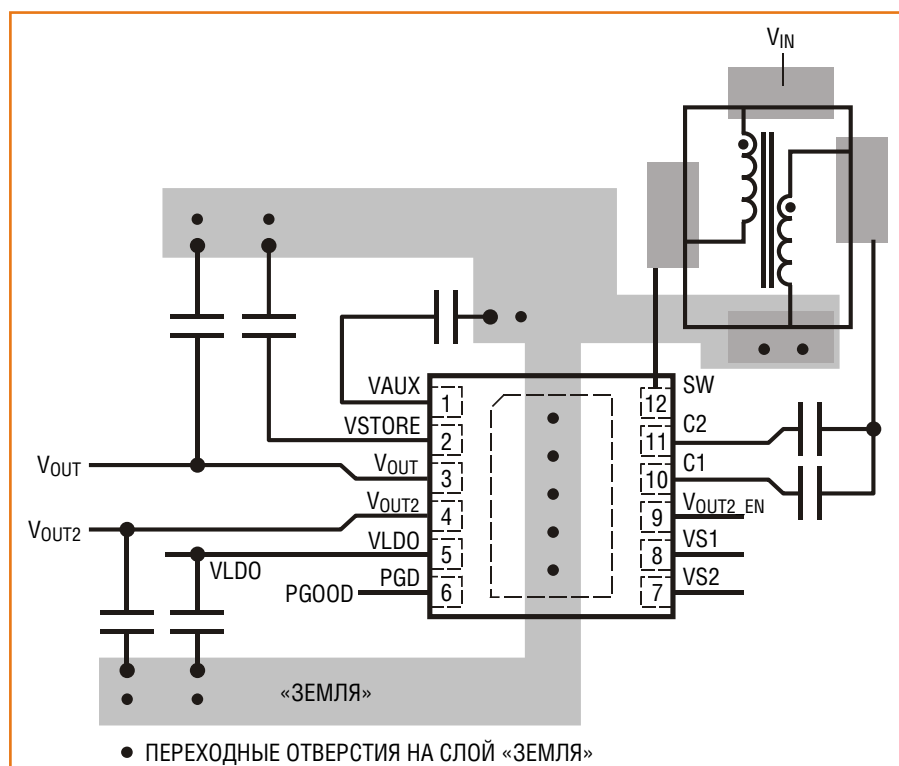 VIN
VAUX
1
VSTORE
2
VOUT
VOUT
3
VOUT2
VOUT2
4
VLDO
VLDO
5
PGOOD
PGD
6
SW
12
C2
11
C1
10
VOUT2_EN
9
VS1
8
VS2
7
«ЗЕМЛЯ»
ПЕРЕХОДНЫЕ ОТВЕРСТИЯ НА СЛОЙ «ЗЕМЛЯ»